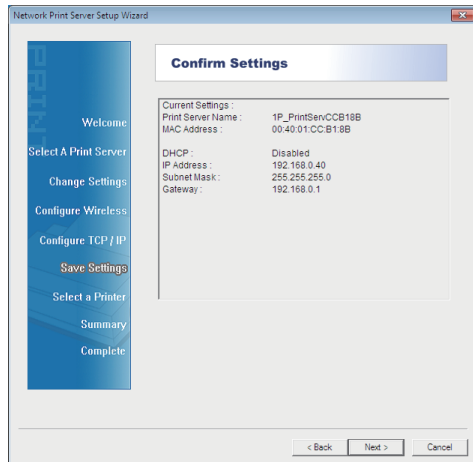 Network Print Server Setup Wizard
PRINT
Confirm Settings
Welcome
Select A Print Server
Change Settings
Configure Wireless
Configure TCP / IP
Save Settings
Select a Printer
Summary
Complete
Current Settings :
Print Server Name : 1P_PrintServCCB18B
MAC Address : 00:40:01:CC:B1:8B
DHCP : Disabled
IP Address : 192.168.0.40
Subnet Mask : 255.255.255.0
Gateway : 192.168.0.1
< Back Next > Cancel